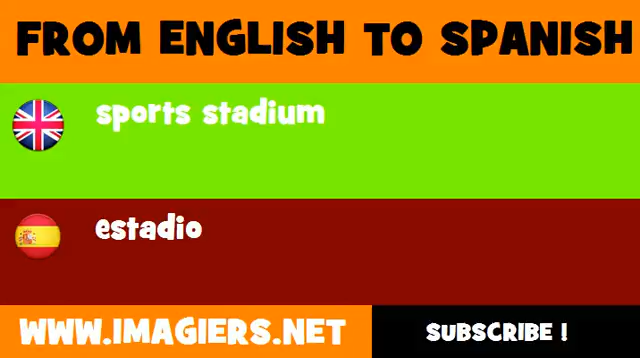 FROM ENGLISH TO SPANISH
sports stadium
estadio
WWW.IMAGIERS.NET
SUBSCRIBE !